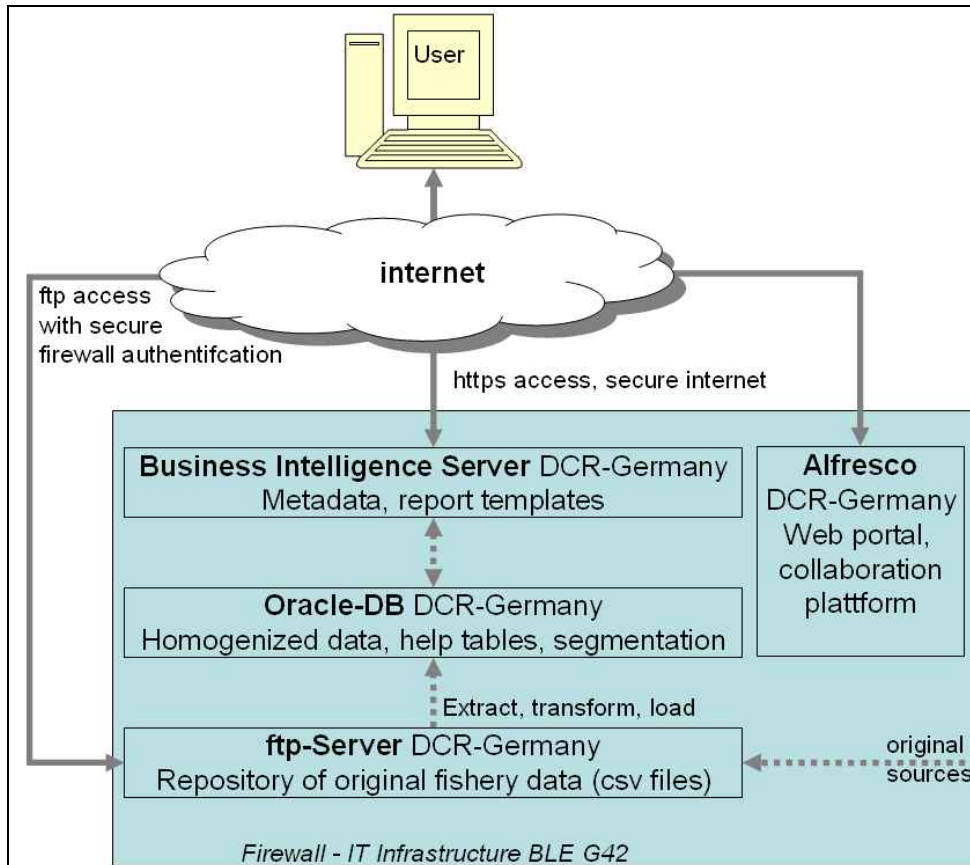 User
internet
ftp access
with secure
firewall authentifcation
https access, secure internet
Business Intelligence Server DCR-Germany
Metadata, report templates
Alfresco
DCR-Germany
Web portal,
collaboration
plattform
Oracle-DB DCR-Germany
Homogenized data, help tables, segmentation
Extract, transform, load
ftp-Server DCR-Germany
Repository of original fishery data (csv files)
original
sources
Firewall - IT Infrastructure BLE G42